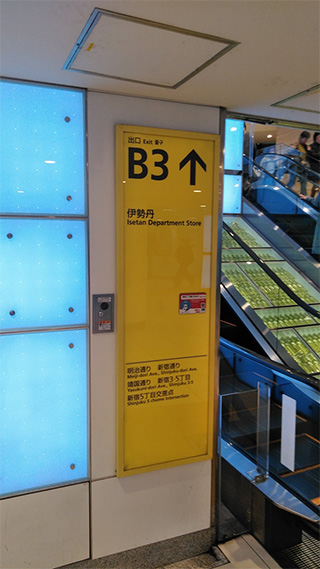 出口 Exit
B3 ↑
伊勢丹
Isetan Department Store
明治通り 新宿通り
Meiji-dori Ave., Shinjuku-dori Ave.
靖国通り 新宿3-5丁目
Yasukuni-dori Ave., Shinjuku 3-5
新宿5丁目交差点
Shinjuku 5-chome Intersection